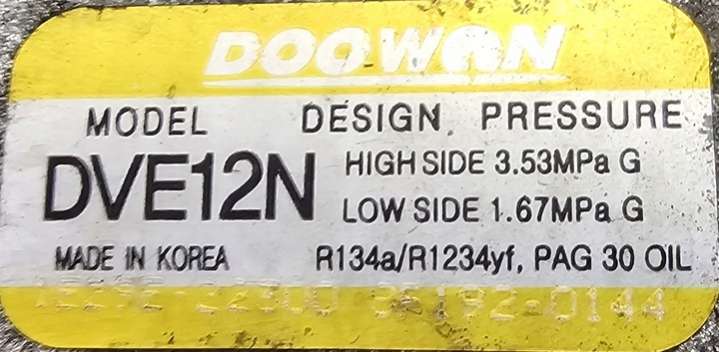 DOOWON
MODEL
DESIGN PRESSURE
DVE12N
HIGH SIDE 3.53MPa G
LOW SIDE 1.67MPa G
MADE IN KOREA
R134a/R1234yf, PAG 30 OIL